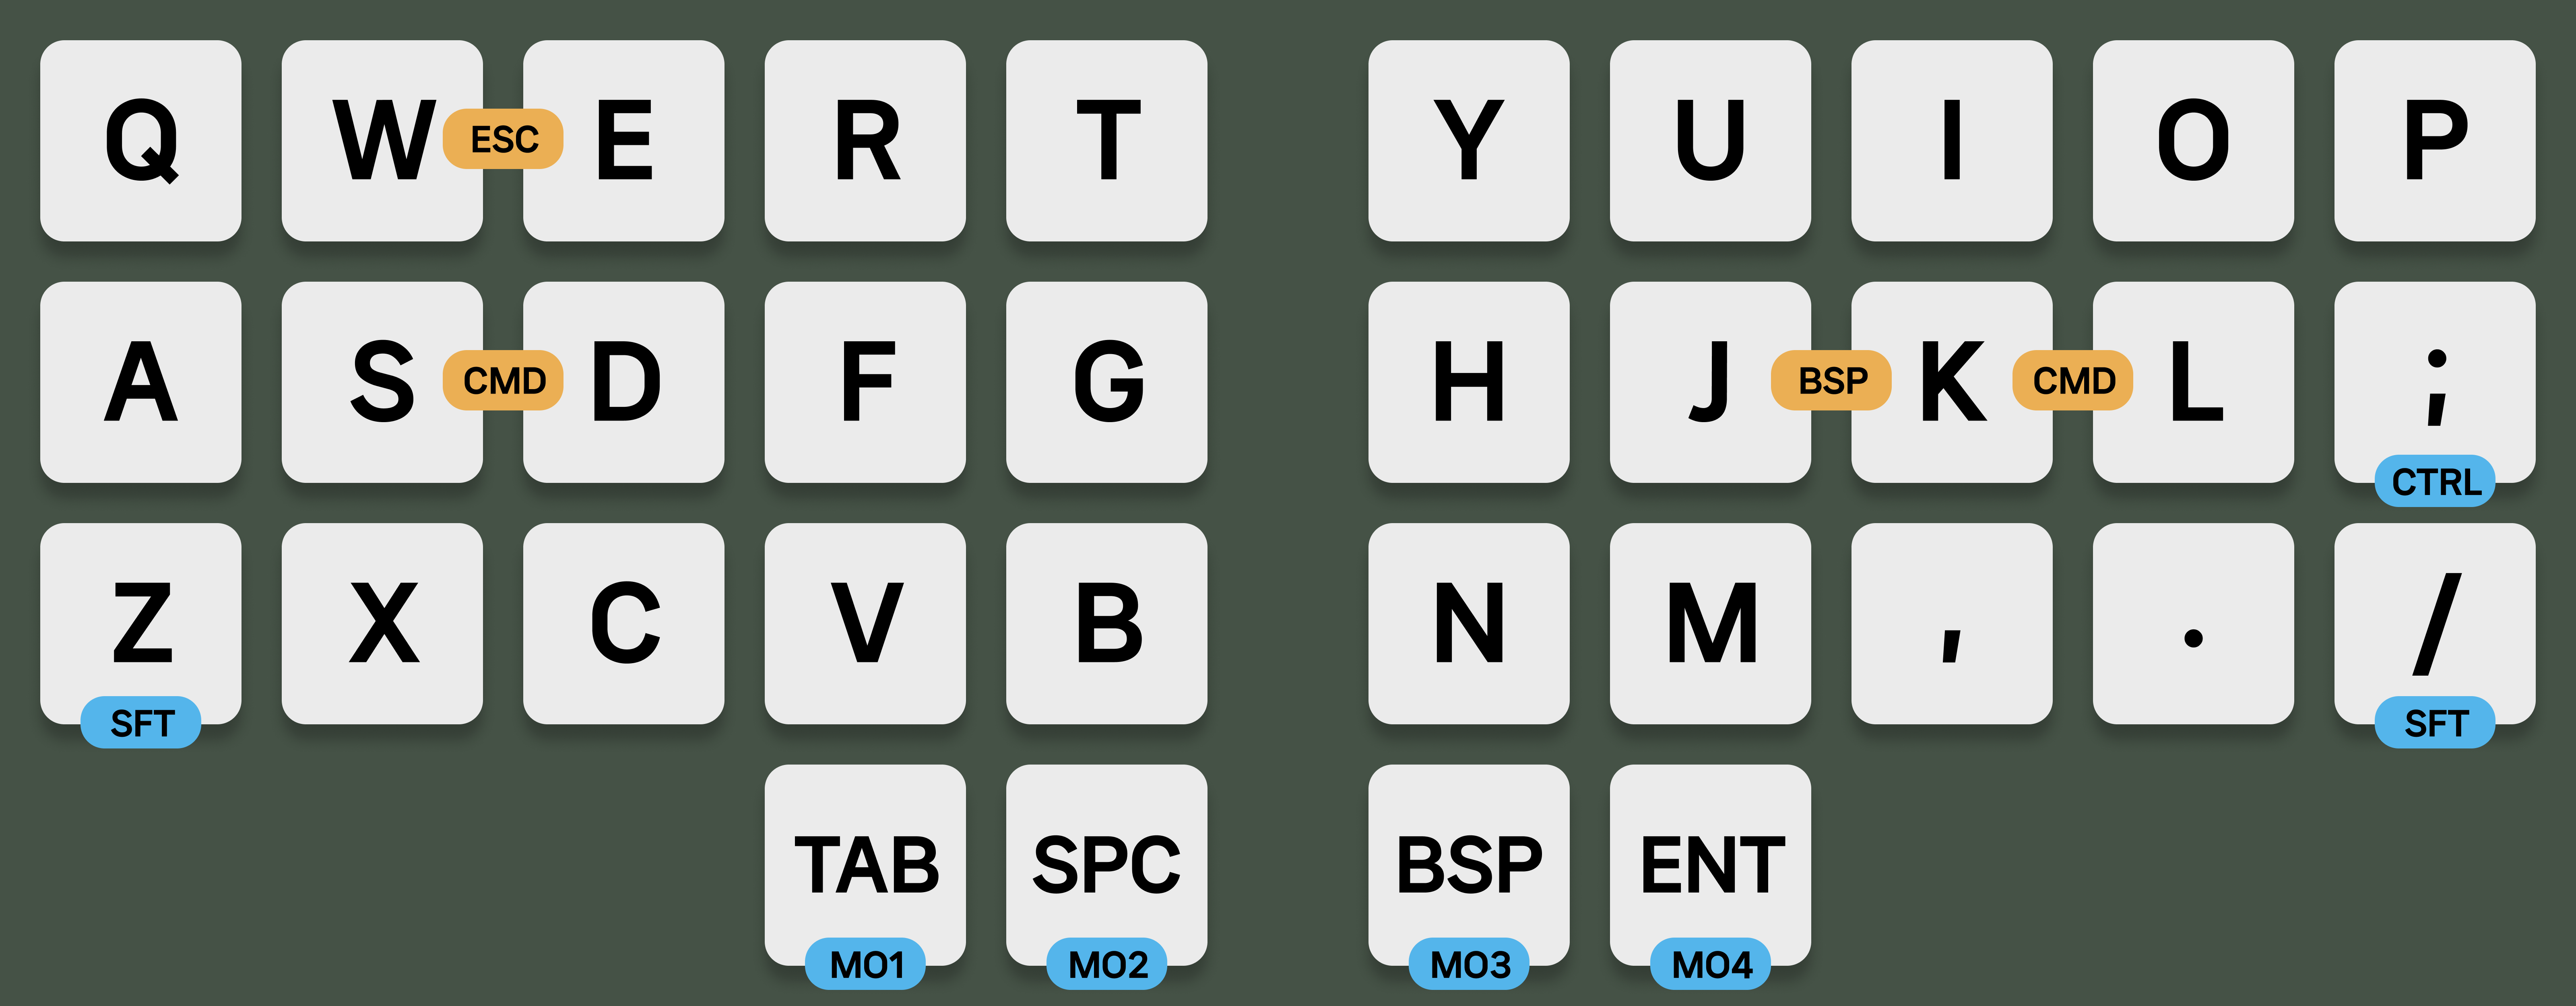 Q W ESC E R T Y U I O P
A S CMD D F G H J BSP K CMD L ;
CTRL
Z X C V B N M , . /
SFT SFT
TAB SPC BSP ENT
MO1 MO2 MO3 MO4